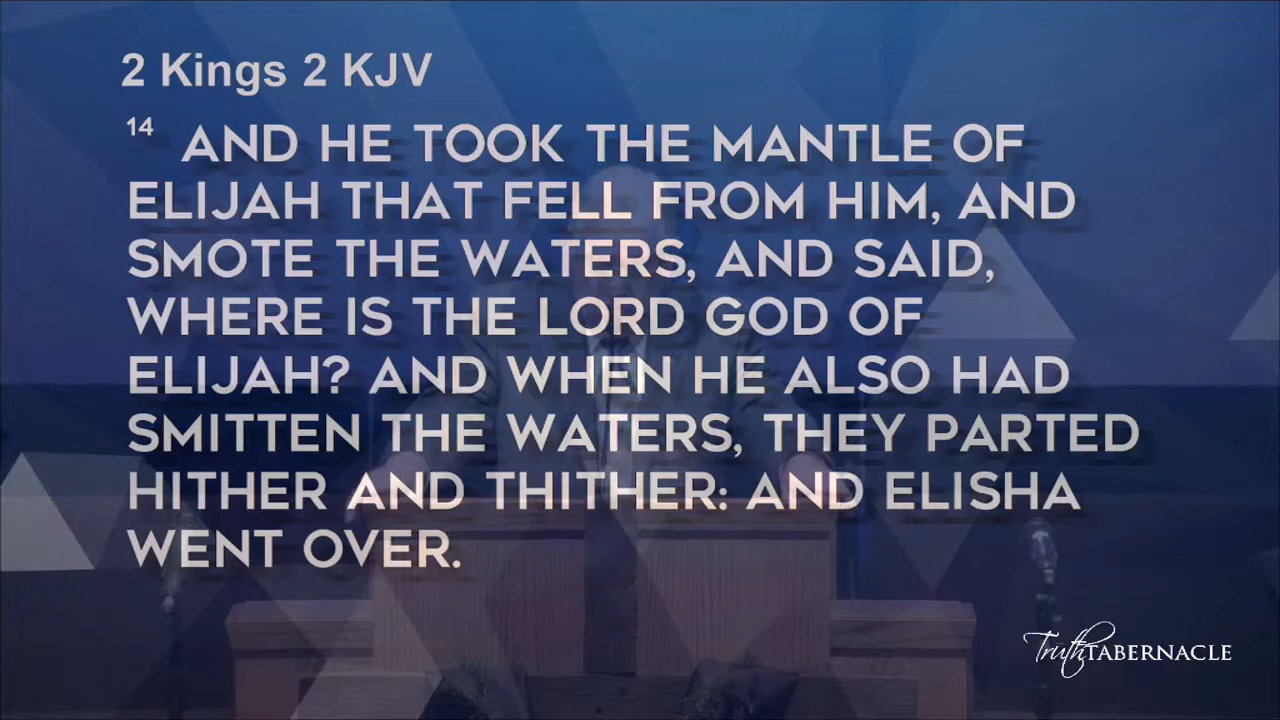 2 Kings 2 KJV
14 AND HE TOOK THE MANTLE OF
ELIJAH THAT FELL FROM HIM, AND
SMOTE THE WATERS, AND SAID,
WHERE IS THE LORD GOD OF
ELIJAH? AND WHEN HE ALSO HAD
SMITTEN THE WATERS, THEY PARTED
HITHER AND THITHER: AND ELISHA
WENT OVER.
Truth TABERNACLE